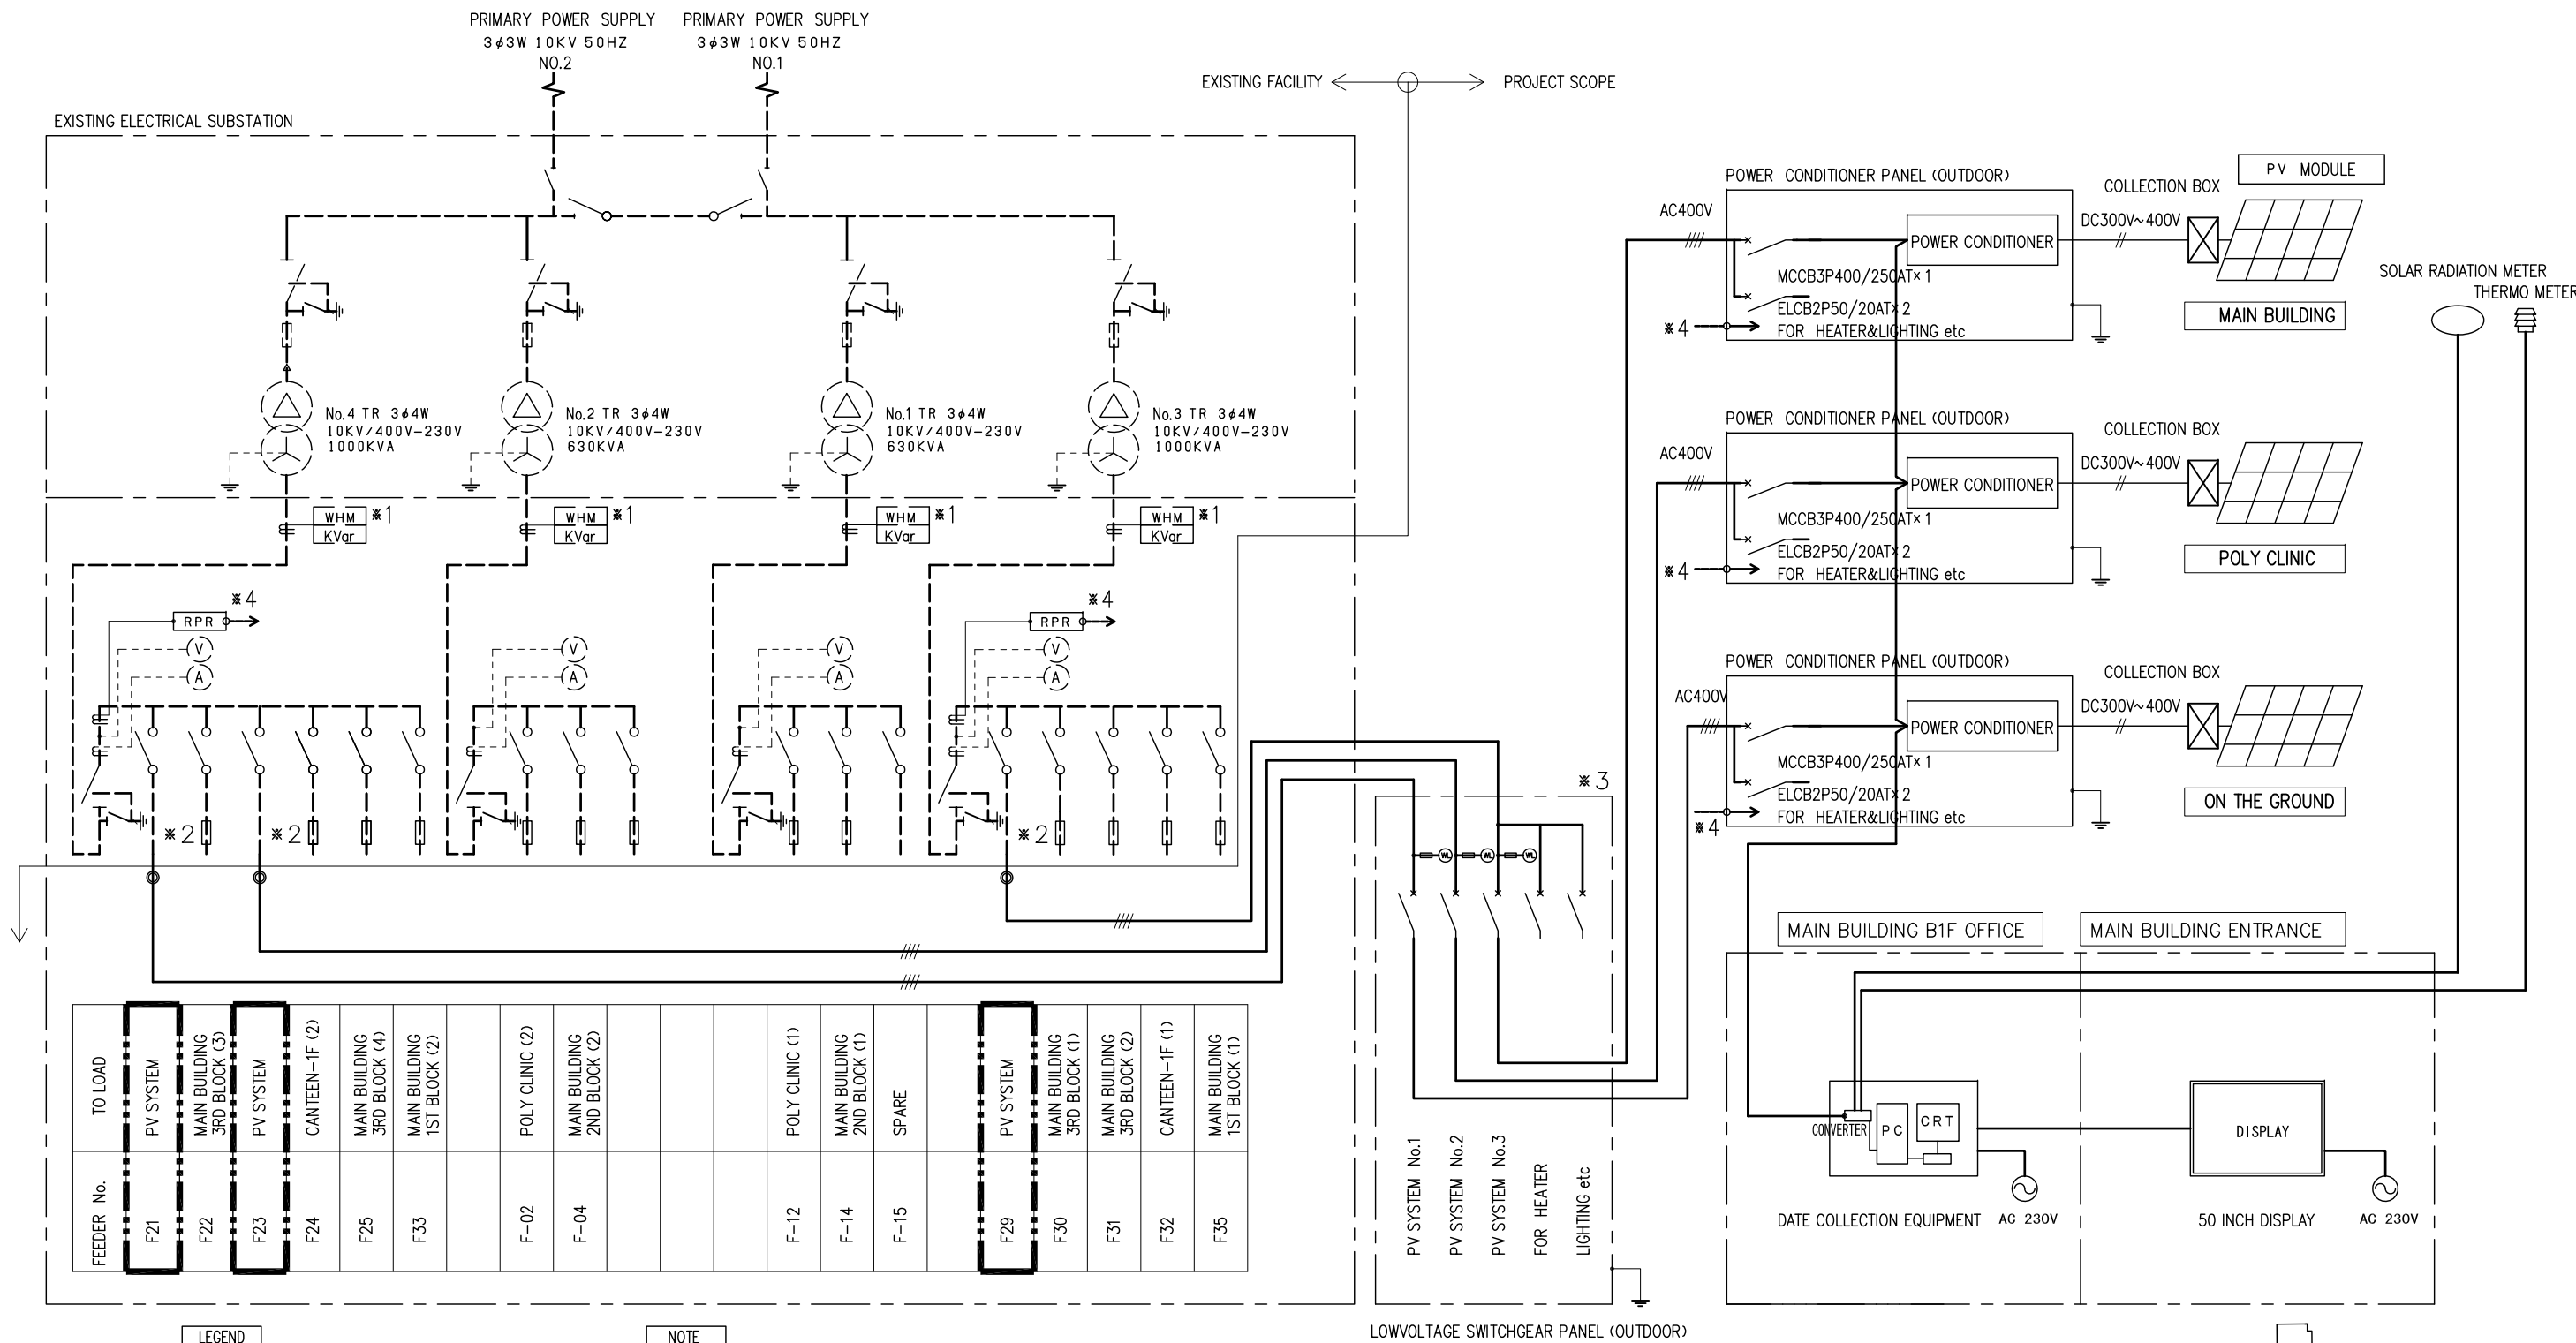 PRIMARY POWER SUPPLY
3φ3W 10KV 50HZ
NO.2
PRIMARY POWER SUPPLY
3φ3W 10KV 50HZ
NO.1
EXISTING FACILITY
PROJECT SCOPE
EXISTING ELECTRICAL SUBSTATION
No.4 TR 3φ4W
10KV/400V-230V
1000KVA
No.2 TR 3φ4W
10KV/400V-230V
630KVA
No.1 TR 3φ4W
10KV/400V-230V
630KVA
No.3 TR 3φ4W
10KV/400V-230V
1000KVA
WHM
KVar
※1
WHM
KVar
※1
WHM
KVar
※1
WHM
KVar
※1
※4
RPR
V
A
V
A
V
A
※4
RPR
V
A
※2
※2
※2
※3
WL
WL
WL
POWER CONDITIONER PANEL (OUTDOOR)
AC400V
POWER CONDITIONER
MCCB3P400/250AT×1
ELCB2P50/20AT×2
FOR HEATER&LIGHTING etc
※4
COLLECTION BOX
DC300V~400V
PV MODULE
MAIN BUILDING
SOLAR RADIATION METER
THERMO METER
POWER CONDITIONER PANEL (OUTDOOR)
AC400V
POWER CONDITIONER
MCCB3P400/250AT×1
ELCB2P50/20AT×2
FOR HEATER&LIGHTING etc
※4
COLLECTION BOX
DC300V~400V
POLY CLINIC
POWER CONDITIONER PANEL (OUTDOOR)
AC400V
POWER CONDITIONER
MCCB3P400/250AT×1
ELCB2P50/20AT×2
FOR HEATER&LIGHTING etc
※4
COLLECTION BOX
DC300V~400V
ON THE GROUND
MAIN BUILDING B1F OFFICE
MAIN BUILDING ENTRANCE
CONVERTER
PC
CRT
DISPLAY
DATE COLLECTION EQUIPMENT
AC 230V
50 INCH DISPLAY
AC 230V
TO LOAD
PV SYSTEM
MAIN BUILDING
3RD BLOCK (3)
PV SYSTEM
CANTEEN-1F (2)
MAIN BUILDING
3RD BLOCK (4)
MAIN BUILDING
1ST BLOCK (2)
POLY CLINIC (2)
MAIN BUILDING
2ND BLOCK (2)
POLY CLINIC (1)
MAIN BUILDING
2ND BLOCK (1)
SPARE
PV SYSTEM
MAIN BUILDING
3RD BLOCK (1)
MAIN BUILDING
3RD BLOCK (2)
CANTEEN-1F (1)
MAIN BUILDING
1ST BLOCK (1)
FEEDER No.
F21
F22
F23
F24
F25
F33
F-02
F-04
F-12
F-14
F-15
F29
F30
F31
F32
F35
PV SYSTEM No.1
PV SYSTEM No.2
PV SYSTEM No.3
FOR HEATER
LIGHTING etc
LOWVOLTAGE SWITCHGEAR PANEL (OUTDOOR)
LEGEND
NOTE